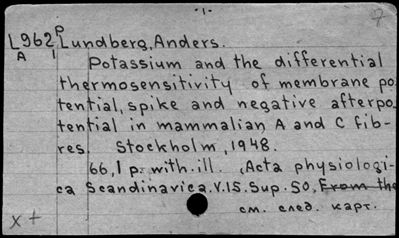 ·1· 7
L962 P Lundberg, Anders.
A 1 Potassium and the differential
thermosensitivity of membrane po-
tential, spike and negative afterpo-
tential in mammalian A and C fib-
res. Stockholm, 1948.
66,1 p. with. ill. (Acta physiologi-
ca Scandinavica. V.15. Sup. 50. From the
см. след. карт.
x +